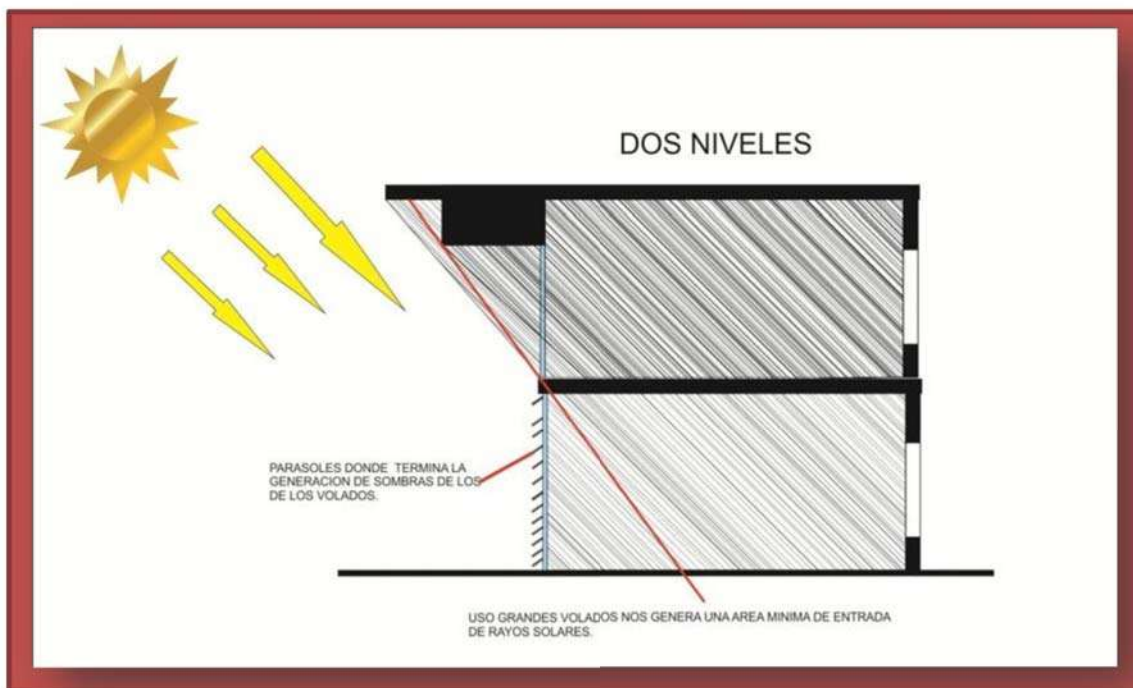 DOS NIVELES
PARASOLES DONDE TERMINA LA
GENERACION DE SOMBRAS DE LOS
DE LOS VOLADOS.
USO GRANDES VOLADOS NOS GENERA UNA AREA MINIMA DE ENTRADA
DE RAYOS SOLARES.